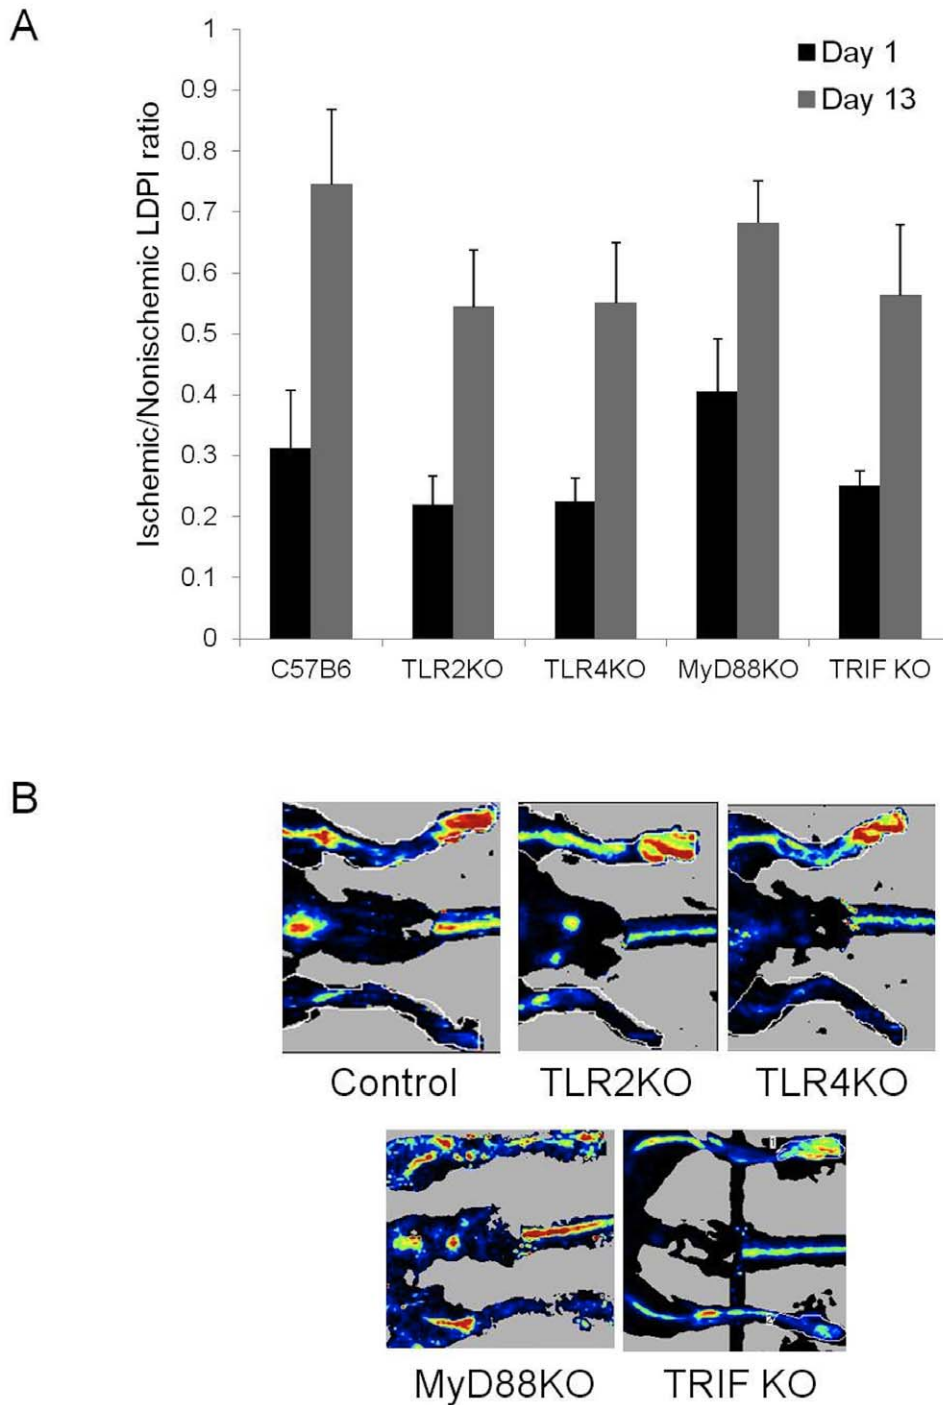 A
Ischemic/Nonischemic LDPI ratio
1
0.9
0.8
0.7
0.6
0.5
0.4
0.3
0.2
0.1
0
Day 1
Day 13
C57B6 TLR2KO TLR4KO MyD88KO TRIF KO
B
Control TLR2KO TLR4KO
1
2
MyD88KO TRIF KO